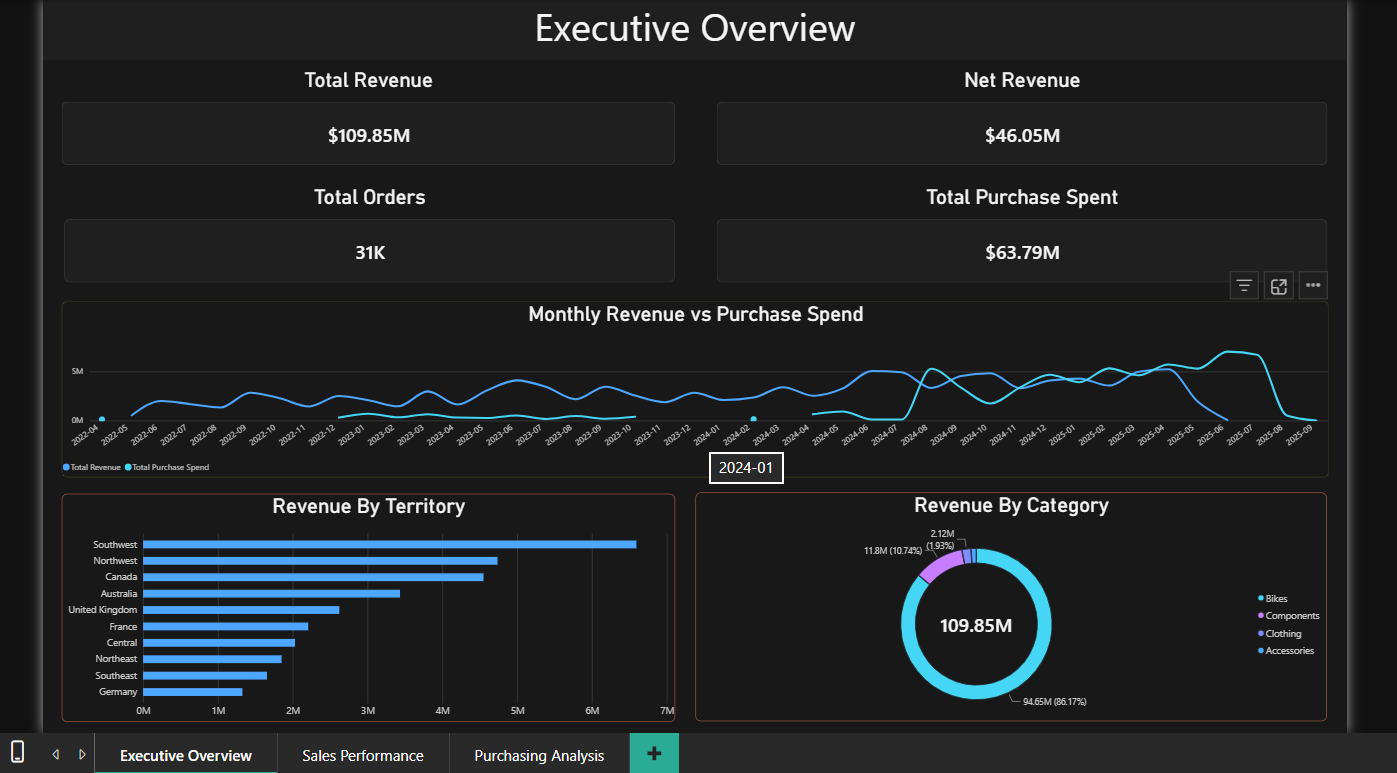 Executive Overview
Total Revenue
Net Revenue
$109.85M
$46.05M
Total Orders
Total Purchase Spent
31K
$63.79M
Monthly Revenue vs Purchase Spend
5M
0M
2022-04 2022-05 2022-06 2022-07 2022-08 2022-09 2022-10 2022-11 2022-12 2023-01 2023-02 2023-03 2023-04 2023-05 2023-06 2023-07 2023-08 2023-09 2023-10 2023-11 2023-12 2024-01 2024-02 2024-03 2024-04 2024-05 2024-06 2024-07 2024-08 2024-09 2024-10 2024-11 2024-12 2025-01 2025-02 2025-03 2025-04 2025-05 2025-06 2025-07 2025-08 2025-09
Total Revenue Total Purchase Spend
2024-01
Revenue By Territory
Southwest
Northwest
Canada
Australia
United Kingdom
France
Central
Northeast
Southeast
Germany
0M 1M 2M 3M 4M 5M 6M 7M
Revenue By Category
2.12M
(1.93%)
11.8M (10.74%)
109.85M
94.65M (86.17%)
Bikes
Components
Clothing
Accessories
Executive Overview
Sales Performance
Purchasing Analysis